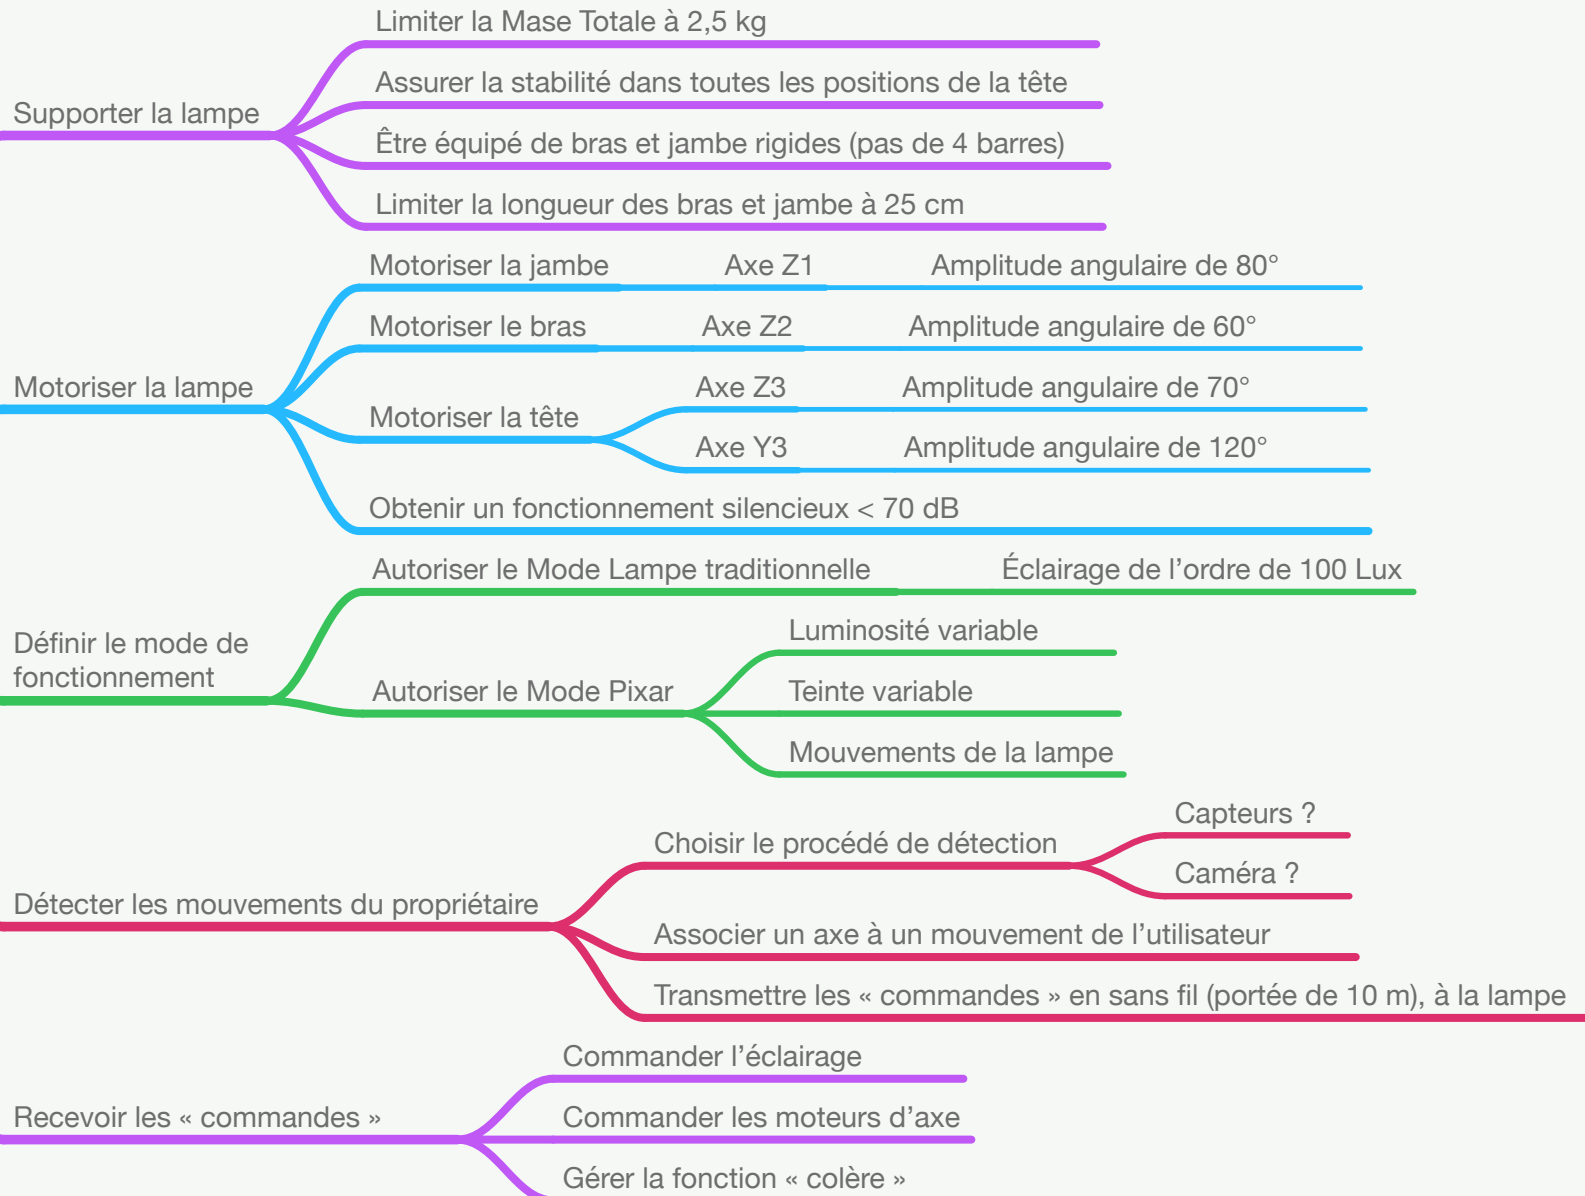 Limiter la Mase Totale à 2,5 kg
Assurer la stabilité dans toutes les positions de la tête
Supporter la lampe
Être équipé de bras et jambe rigides (pas de 4 barres)
Limiter la longueur des bras et jambe à 25 cm
Motoriser la jambe Axe Z1 Amplitude angulaire de 80°
Motoriser le bras Axe Z2 Amplitude angulaire de 60°
Motoriser la lampe
Axe Z3 Amplitude angulaire de 70°
Motoriser la tête
Axe Y3 Amplitude angulaire de 120°
Obtenir un fonctionnement silencieux < 70 dB
Autoriser le Mode Lampe traditionnelle Éclairage de l’ordre de 100 Lux
Définir le mode de
fonctionnement
Luminosité variable
Autoriser le Mode Pixar
Teinte variable
Mouvements de la lampe
Capteurs ?
Choisir le procédé de détection
Caméra ?
Détecter les mouvements du propriétaire
Associer un axe à un mouvement de l’utilisateur
Transmettre les « commandes » en sans fil (portée de 10 m), à la lampe
Commander l’éclairage
Recevoir les « commandes »
Commander les moteurs d’axe
Gérer la fonction « colère »